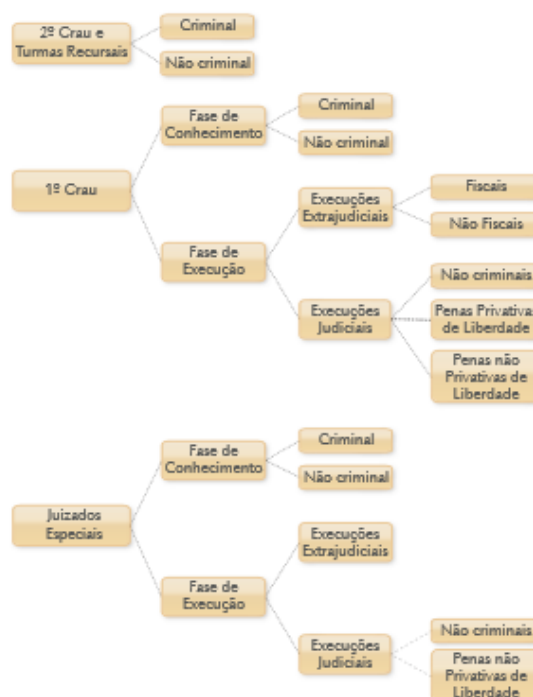 2º Crau e
Turmas Recursais
Criminal
Não criminal
1º Crau
Fase de
Conhecimento
Criminal
Não criminal
Fase de
Execução
Execuções
Extrajudiciais
Fiscais
Não Fiscais
Execuções
Judiciais
Não criminais
Penas Privativa
de Liberdade
Penas não
Privativas de
Liberdade
Juizados
Especiais
Fase de
Conhecimento
Criminal
Não criminal
Fase de
Execução
Execuções
Extrajudiciais
Execuções
Judiciais
Não criminais
Penas não
Privativas de
Liberdade